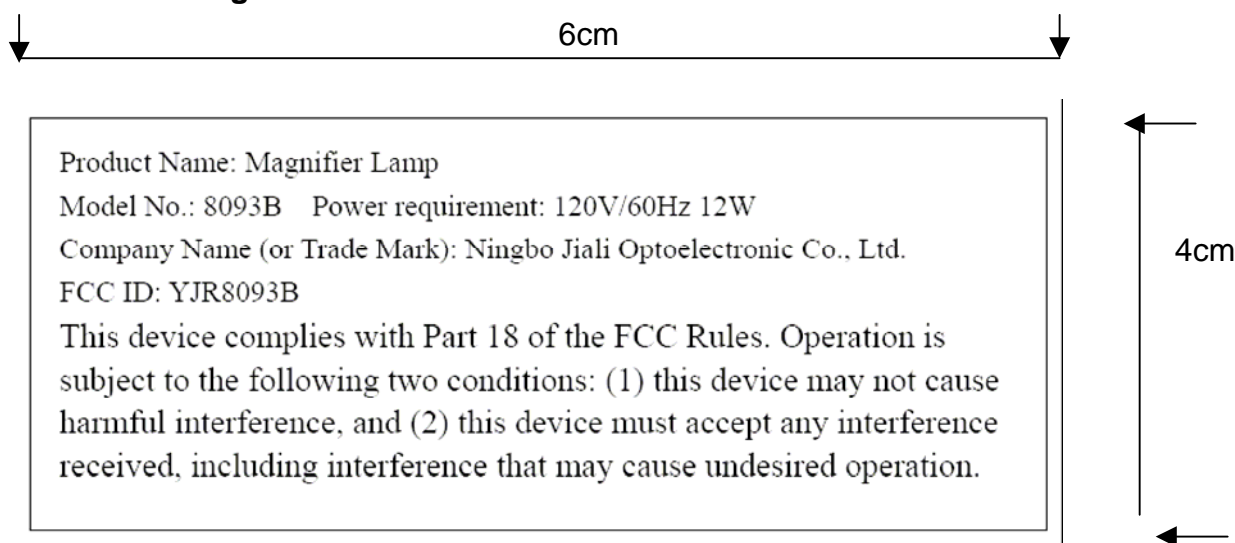 6cm
Product Name: Magnifier Lamp
Model No.: 8093B Power requirement: 120V/60Hz 12W
Company Name (or Trade Mark): Ningbo Jiali Optoelectronic Co., Ltd.
4cm
FCC ID: YJR8093B
This device complies with Part 18 of the FCC Rules. Operation is
subject to the following two conditions: (1) this device may not cause
harmful interference, and (2) this device must accept any interference
received, including interference that may cause undesired operation.